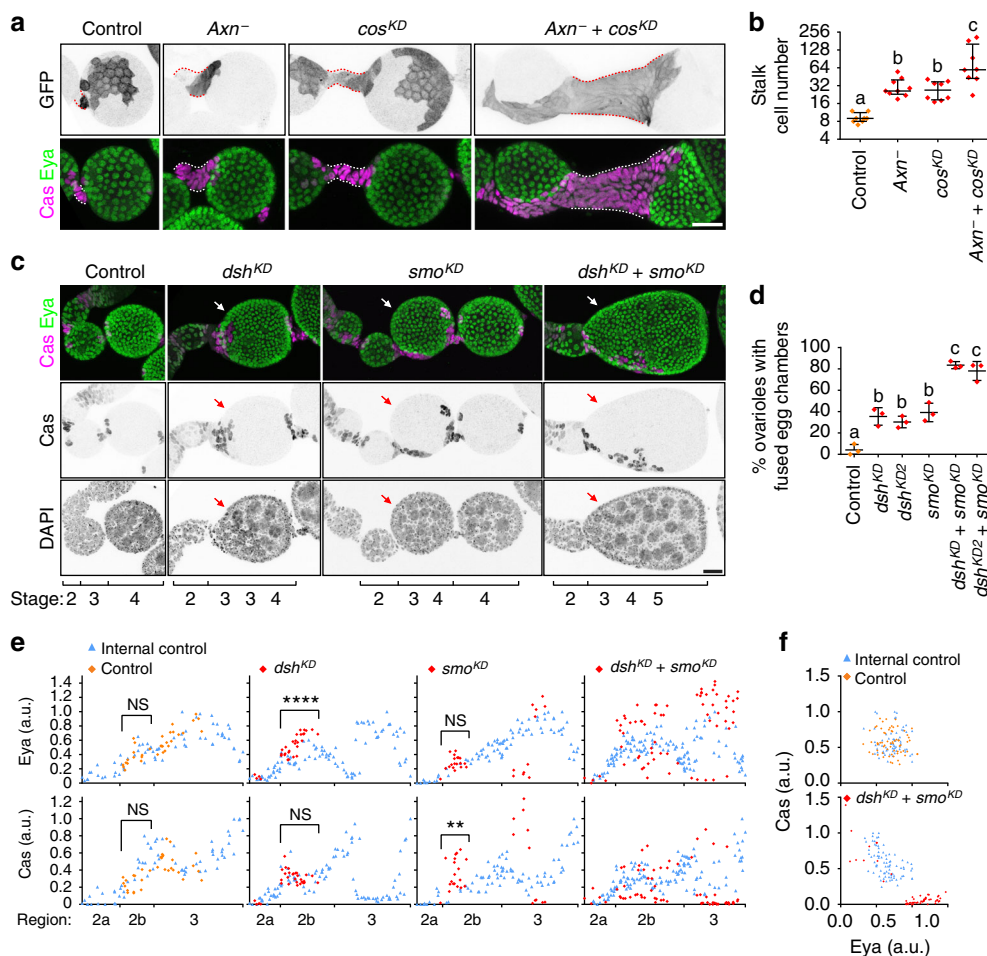 a
Control Axn⁻ cosᴷᴰ Axn⁻ + cosᴷᴰ
GFP
Cas Eya
b
Stalk cell number
256
128
64
32
16
8
4
a b b c
Control Axn⁻ cosᴷᴰ Axn⁻ + cosᴷᴰ
c
Control dshᴷᴰ smoᴷᴰ dshᴷᴰ + smoᴷᴰ
Cas Eya
Cas
DAPI
Stage: 2 3 4 2 3 3 4 2 3 4 4 2 3 4 5
d
% ovarioles with fused egg chambers
100
80
60
40
20
0
a b b b c c
Control dshᴷᴰ dshᴷᴰ² smoᴷᴰ dshᴷᴰ + smoᴷᴰ dshᴷᴰ² + smoᴷᴰ
e
Internal control
Control dshᴷᴰ smoᴷᴰ dshᴷᴰ + smoᴷᴰ
Eya (a.u.)
1.4
1.2
1.0
0.8
0.6
0.4
0.2
0
NS **** NS
Cas (a.u.)
1.2
1.0
0.8
0.6
0.4
0.2
0
NS NS **
Region: 2a 2b 3 2a 2b 3 2a 2b 3 2a 2b 3
f
Internal control
Control
1.5
1.0
0.5
0.0
dshᴷᴰ + smoᴷᴰ
Cas (a.u.)
1.5
1.0
0.5
0.0
0.0 0.5 1.0
Eya (a.u.)